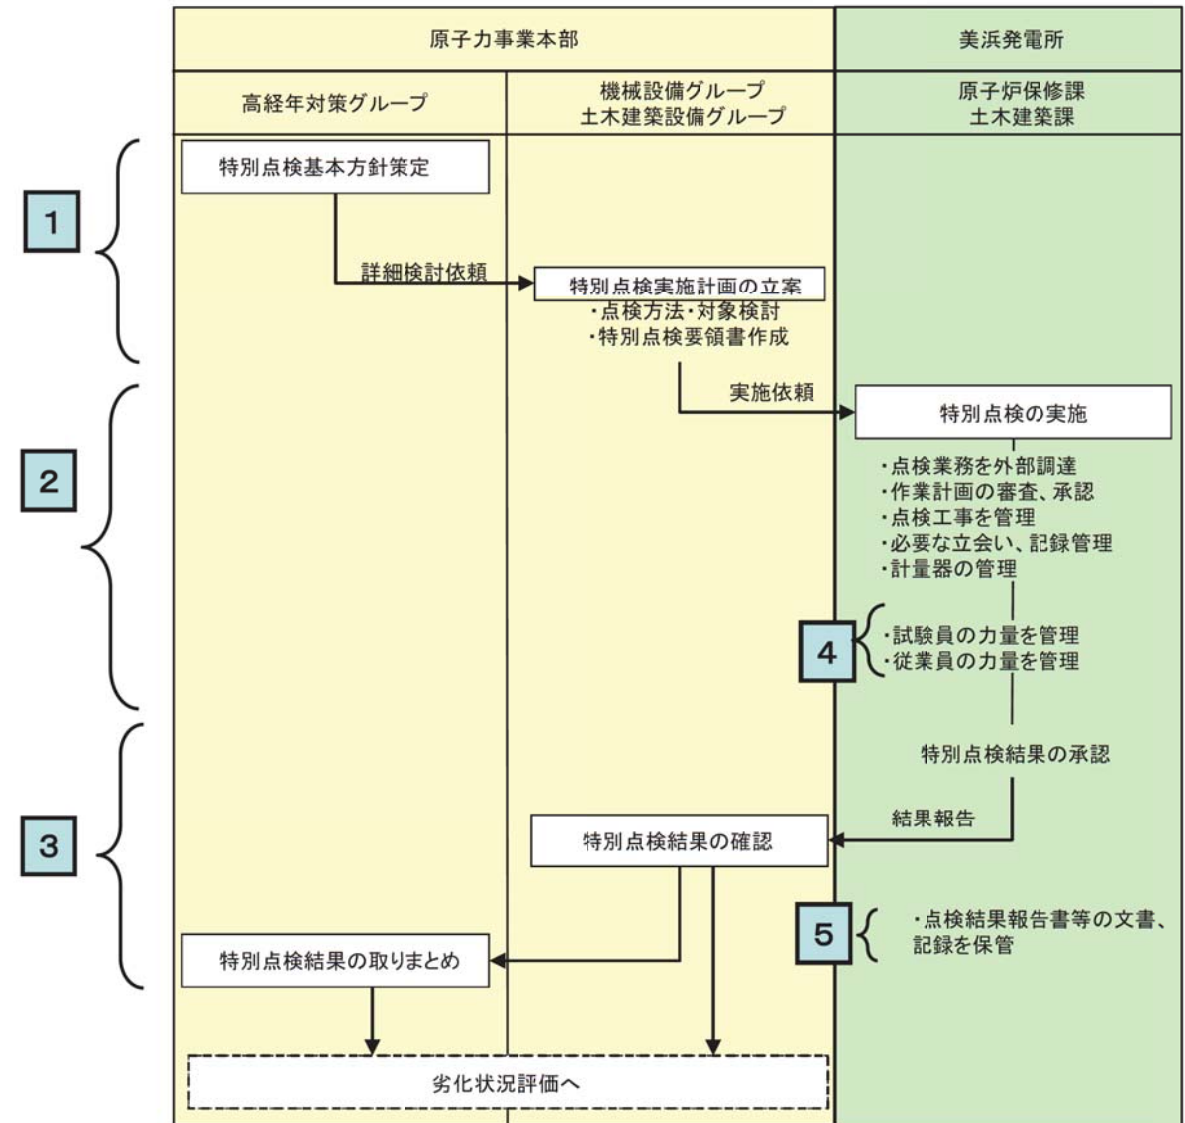 原子力事業本部
美浜発電所
高経年対策グループ
機械設備グループ
土木建築設備グループ
原子炉保修課
土木建築課
1
特別点検基本方針策定
詳細検討依頼
特別点検実施計画の立案
・点検方法・対象検討
・特別点検要領書作成
2
実施依頼
特別点検の実施
・点検業務を外部調達
・作業計画の審査、承認
・点検工事を管理
・必要な立会い、記録管理
・計量器の管理
4
・試験員の力量を管理
・従業員の力量を管理
特別点検結果の承認
3
結果報告
特別点検結果の確認
5
・点検結果報告書等の文書、
記録を保管
特別点検結果の取りまとめ
劣化状況評価へ